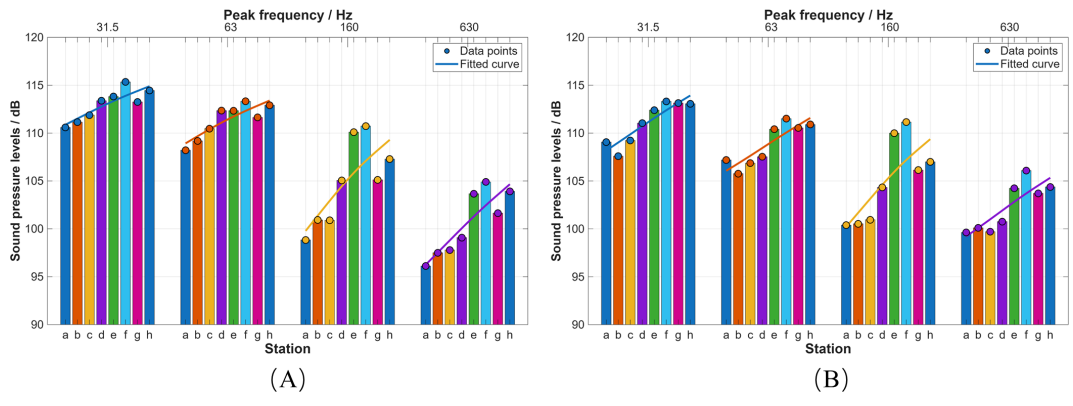 Peak frequency / Hz
31.5 63 160 630
120
115
110
105
100
95
90
Sound pressure levels / dB
Data points
Fitted curve
a b c d e f g h a b c d e f g h a b c d e f g h a b c d e f g h
Station
(A)
Peak frequency / Hz
31.5 63 160 630
120
115
110
105
100
95
90
Sound pressure levels / dB
Data points
Fitted curve
a b c d e f g h a b c d e f g h a b c d e f g h a b c d e f g h
Station
(B)